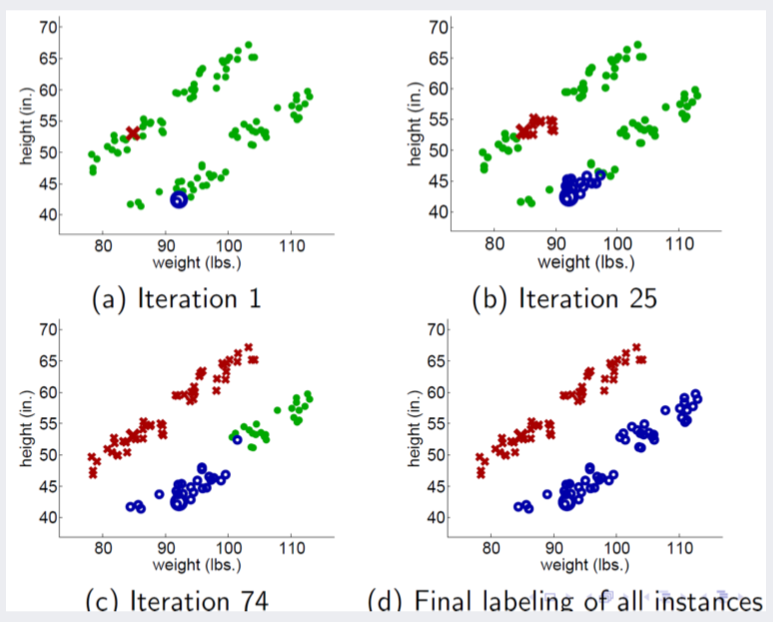 70
65
60
55
50
45
40
height (in.)
80 90 100 110
weight (lbs.)
(a) Iteration 1
70
65
60
55
50
45
40
height (in.)
80 90 100 110
weight (lbs.)
(b) Iteration 25
70
65
60
55
50
45
40
height (in.)
80 90 100 110
weight (lbs.)
(c) Iteration 74
70
65
60
55
50
45
40
height (in.)
80 90 100 110
weight (lbs.)
(d) Final labeling of all instances